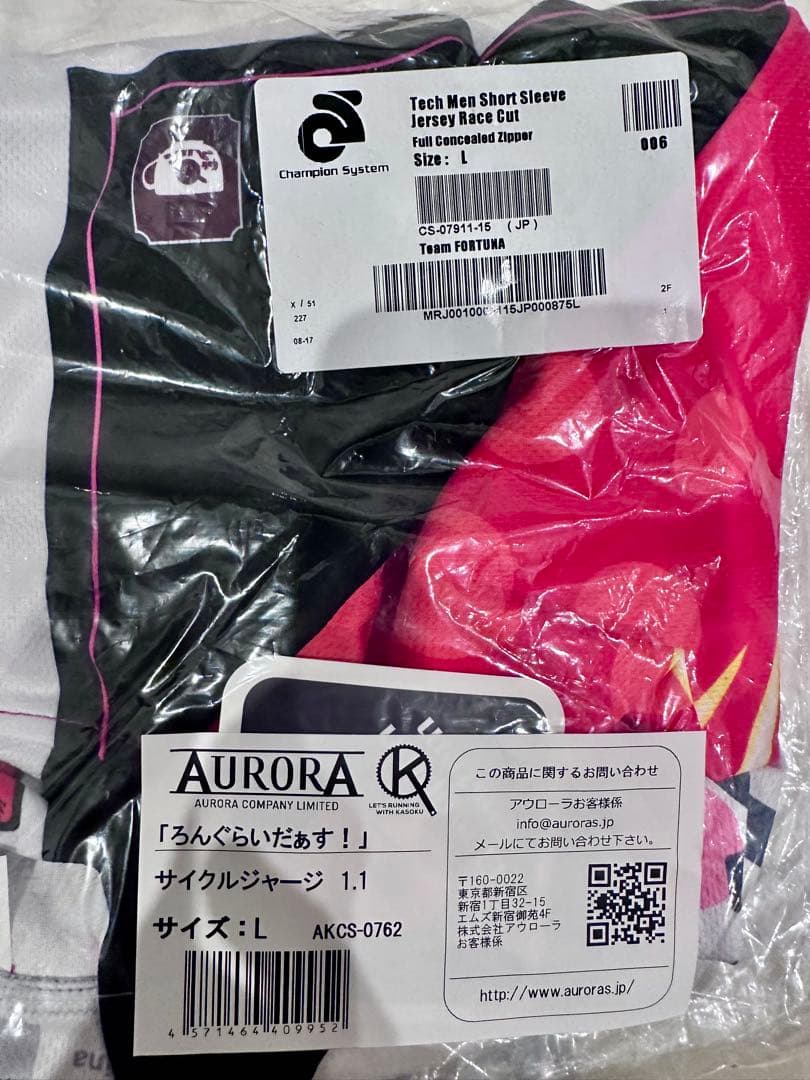 Champion System
Tech Men Short Sleeve
Jersey Race Cut
Full Concealed Zipper
Size: L
006
CS-07911-15 (JP)
Team FORTUNA
X / 51
227
08-17
2F
1
AURORA
AURORA COMPANY LIMITED
K
LET'S RUNNING
WITH KASOKU
「ろんぐらいだぁす！」
サイクルジャージ 1.1
サイズ：L AKCS-0762
4 571464 409952
この商品に関するお問い合わせ
アウローラお客様係
info@auroras.jp
メールにてお問い合わせ下さい。
〒160-0022
東京都新宿区
新宿1丁目32-15
エムズ新宿御苑4F
株式会社アウローラ
お客様係
http://www.auroras.jp/